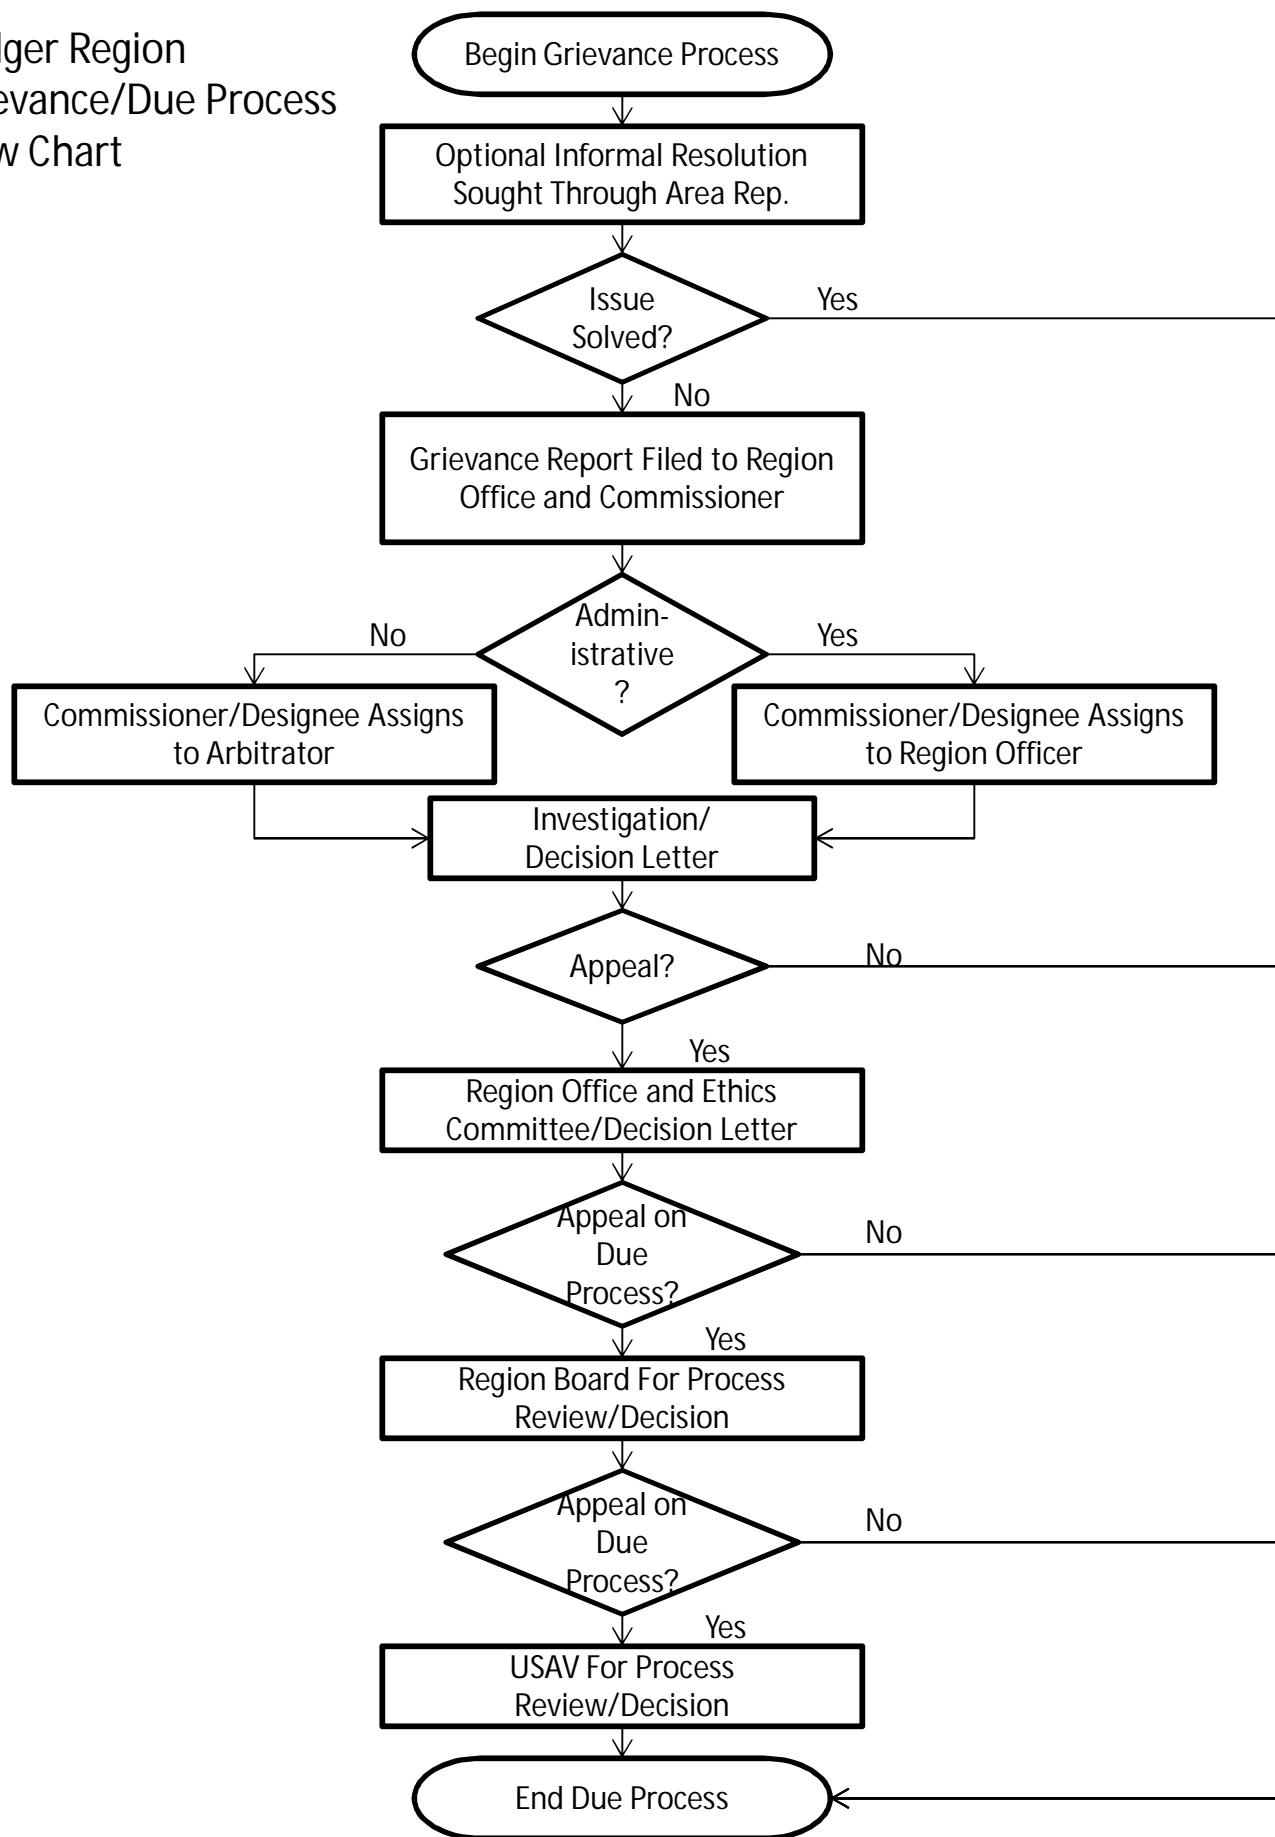 lger Region
evance/Due Process
w Chart
Begin Grievance Process
Optional Informal Resolution
Sought Through Area Rep.
Issue
Solved?
Yes
No
Grievance Report Filed to Region
Office and Commissioner
Admin-
istrative
?
No
Yes
Commissioner/Designee Assigns
to Arbitrator
Commissioner/Designee Assigns
to Region Officer
Investigation/
Decision Letter
Appeal?
No
Yes
Region Office and Ethics
Committee/Decision Letter
Appeal on
Due
Process?
No
Yes
Region Board For Process
Review/Decision
Appeal on
Due
Process?
No
Yes
USAV For Process
Review/Decision
End Due Process